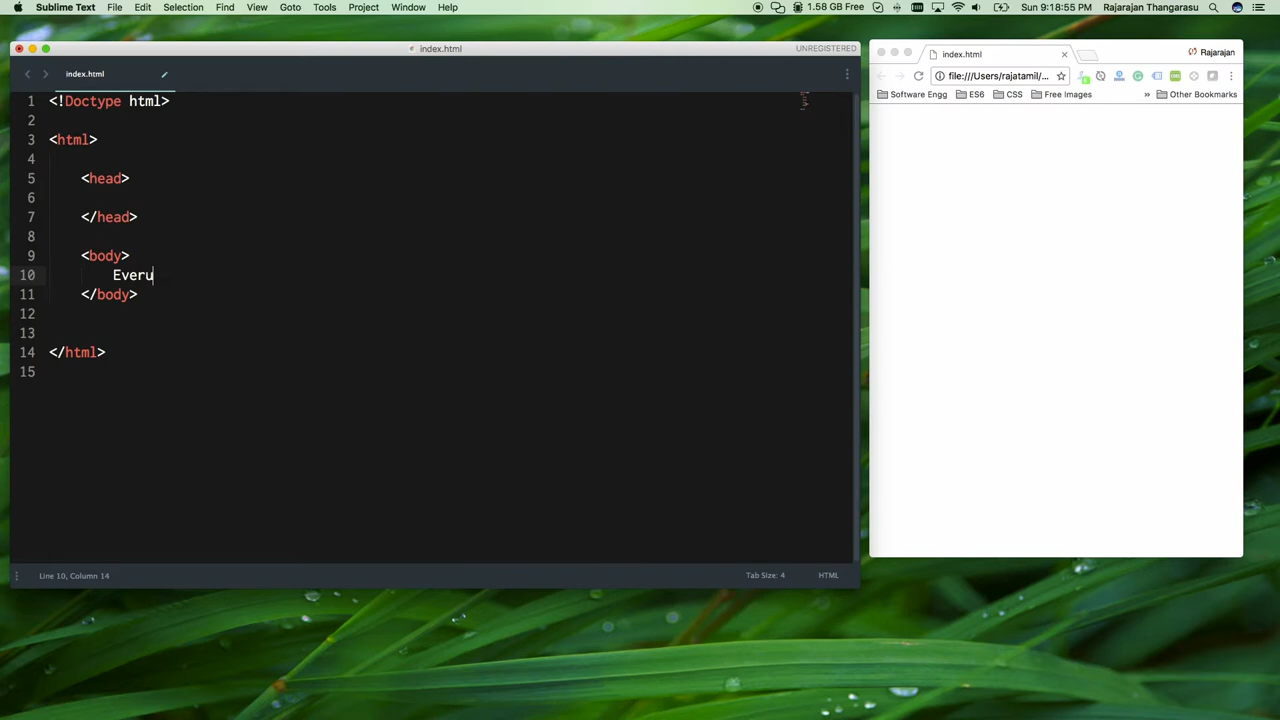 Sublime Text File Edit Selection Find View Goto Tools Project Window Help 1.58 GB Free Sun 9:18:55 PM Rajarajan Thangarasu
index.html UNREGISTERED
index.html
1 <!Doctype html>
2
3 <html>
4
5 <head>
6
7 </head>
8
9 <body>
10 Everu
11 </body>
12
13
14 </html>
15
Line 10, Column 14 Tab Size: 4 HTML
index.html Rajarajan
file:///Users/rajatamil/...
Software Engg ES6 CSS Free Images » Other Bookmarks